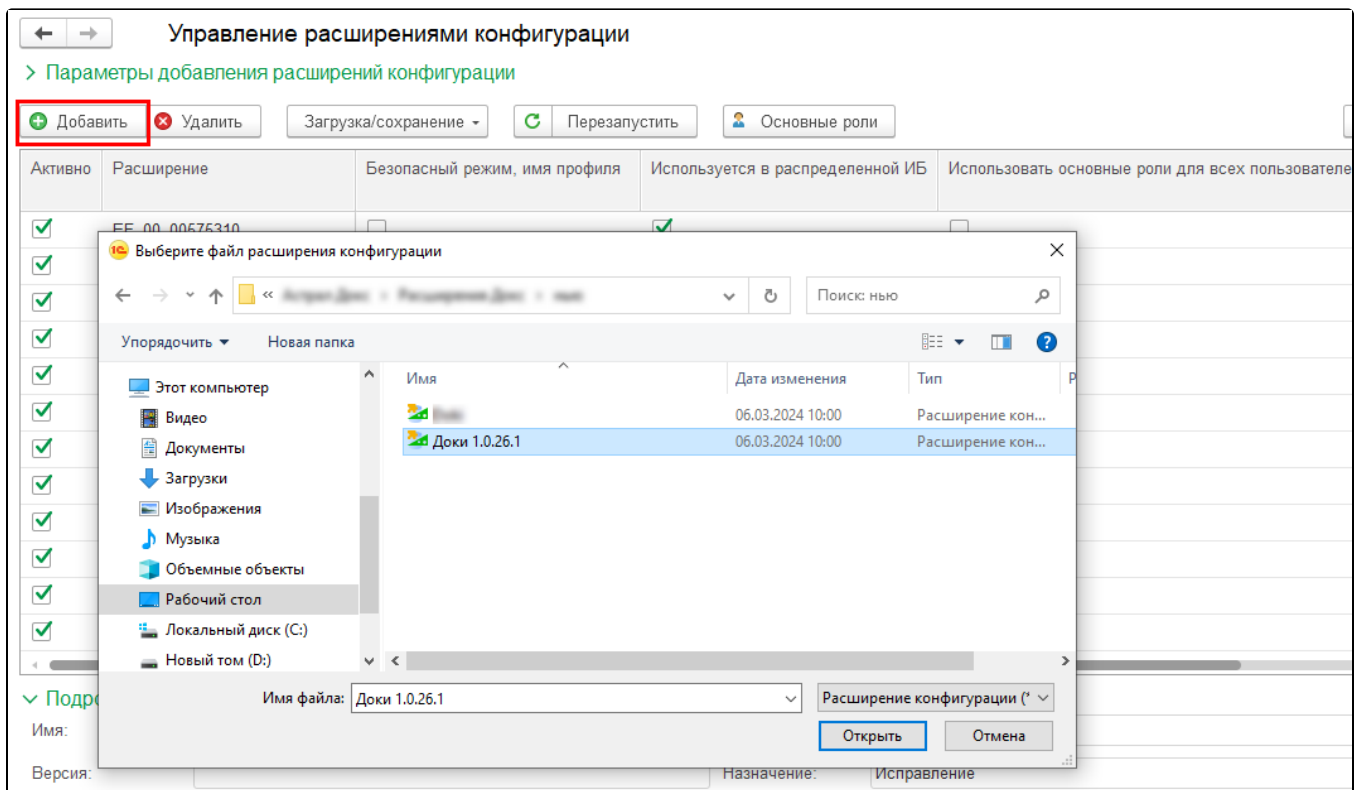 Управление расширениями конфигурации
Параметры добавления расширений конфигурации
Добавить Удалить Загрузка/сохранение Перезапустить Основные роли
Активно Расширение Безопасный режим, имя профиля Используется в распределенной ИБ Использовать основные роли для всех пользователе
EF_00_00575310
1С Выберите файл расширения конфигурации
« Поиск: нью
Упорядочить Новая папка
Имя Дата изменения Тип Р
Этот компьютер
Видео 06.03.2024 10:00 Расширение кон...
Документы Доки 1.0.26.1 06.03.2024 10:00 Расширение кон...
Загрузки
Изображения
Музыка
Объемные объекты
Рабочий стол
Локальный диск (C:)
Новый том (D:)
Подро
Имя файла: Доки 1.0.26.1 Расширение конфигурации (*
Имя:
Открыть Отмена
Версия: Назначение: Исправление